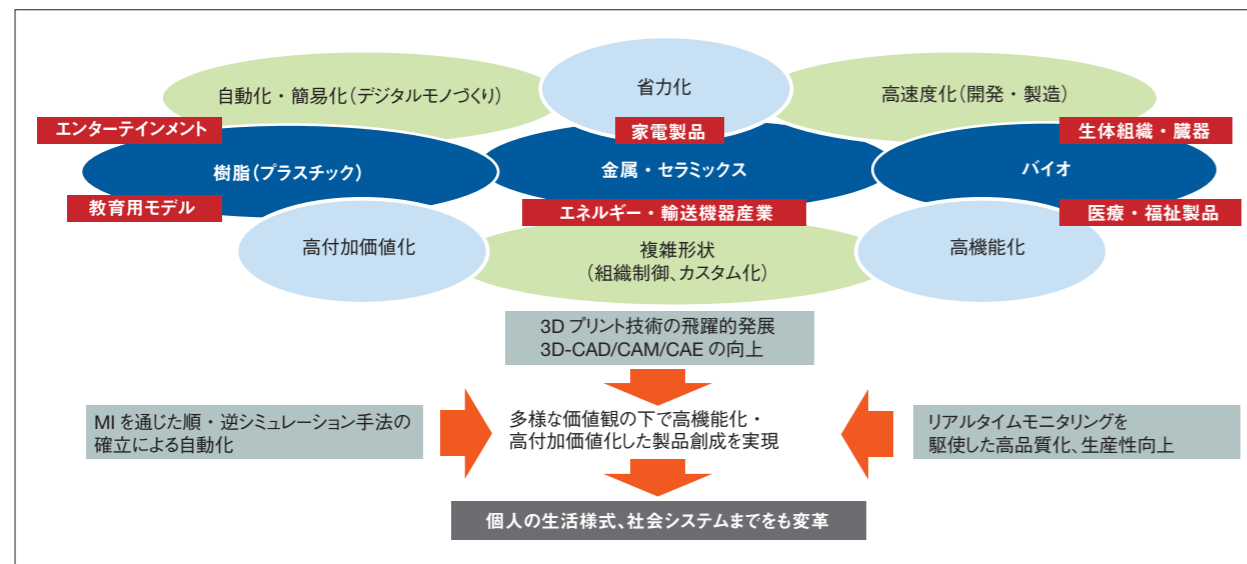 省力化
自動化・簡易化(デジタルモノづくり)
高速度化(開発・製造)
エンターテインメント
家電製品
生体組織・臓器
樹脂(プラスチック)
金属・セラミックス
バイオ
教育用モデル
エネルギー・輸送機器産業
医療・福祉製品
高付加価値化
複雑形状
(組織制御、カスタム化)
高機能化
3Dプリント技術の飛躍的発展
3D-CAD/CAM/CAEの向上
MIを通じた順・逆シミュレーション手法の
確立による自動化
多様な価値観の下で高機能化・
高付加価値化した製品創成を実現
リアルタイムモニタリングを
駆使した高品質化、生産性向上
個人の生活様式、社会システムまでをも変革